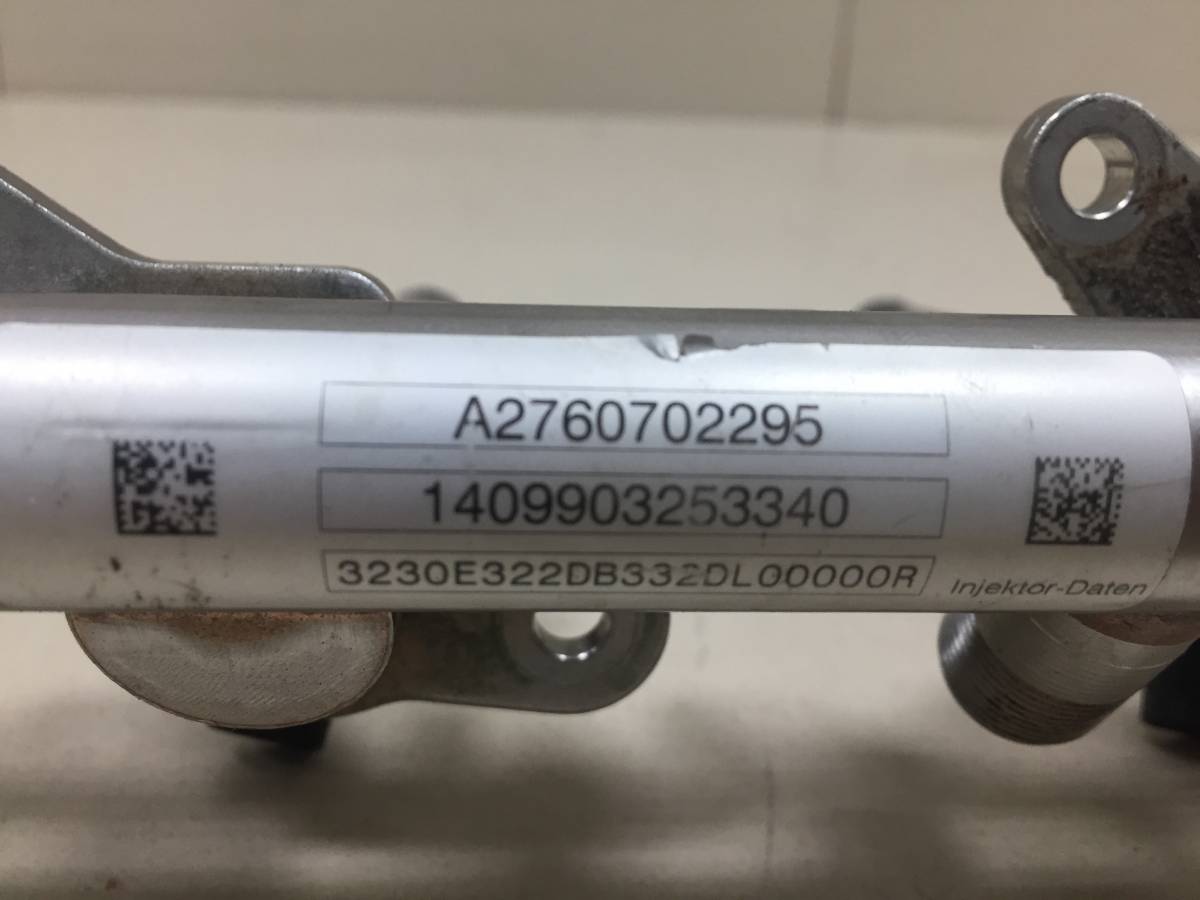 A2760702295
1409903253340
3230E322DB332DL00000R
Injektor-Daten